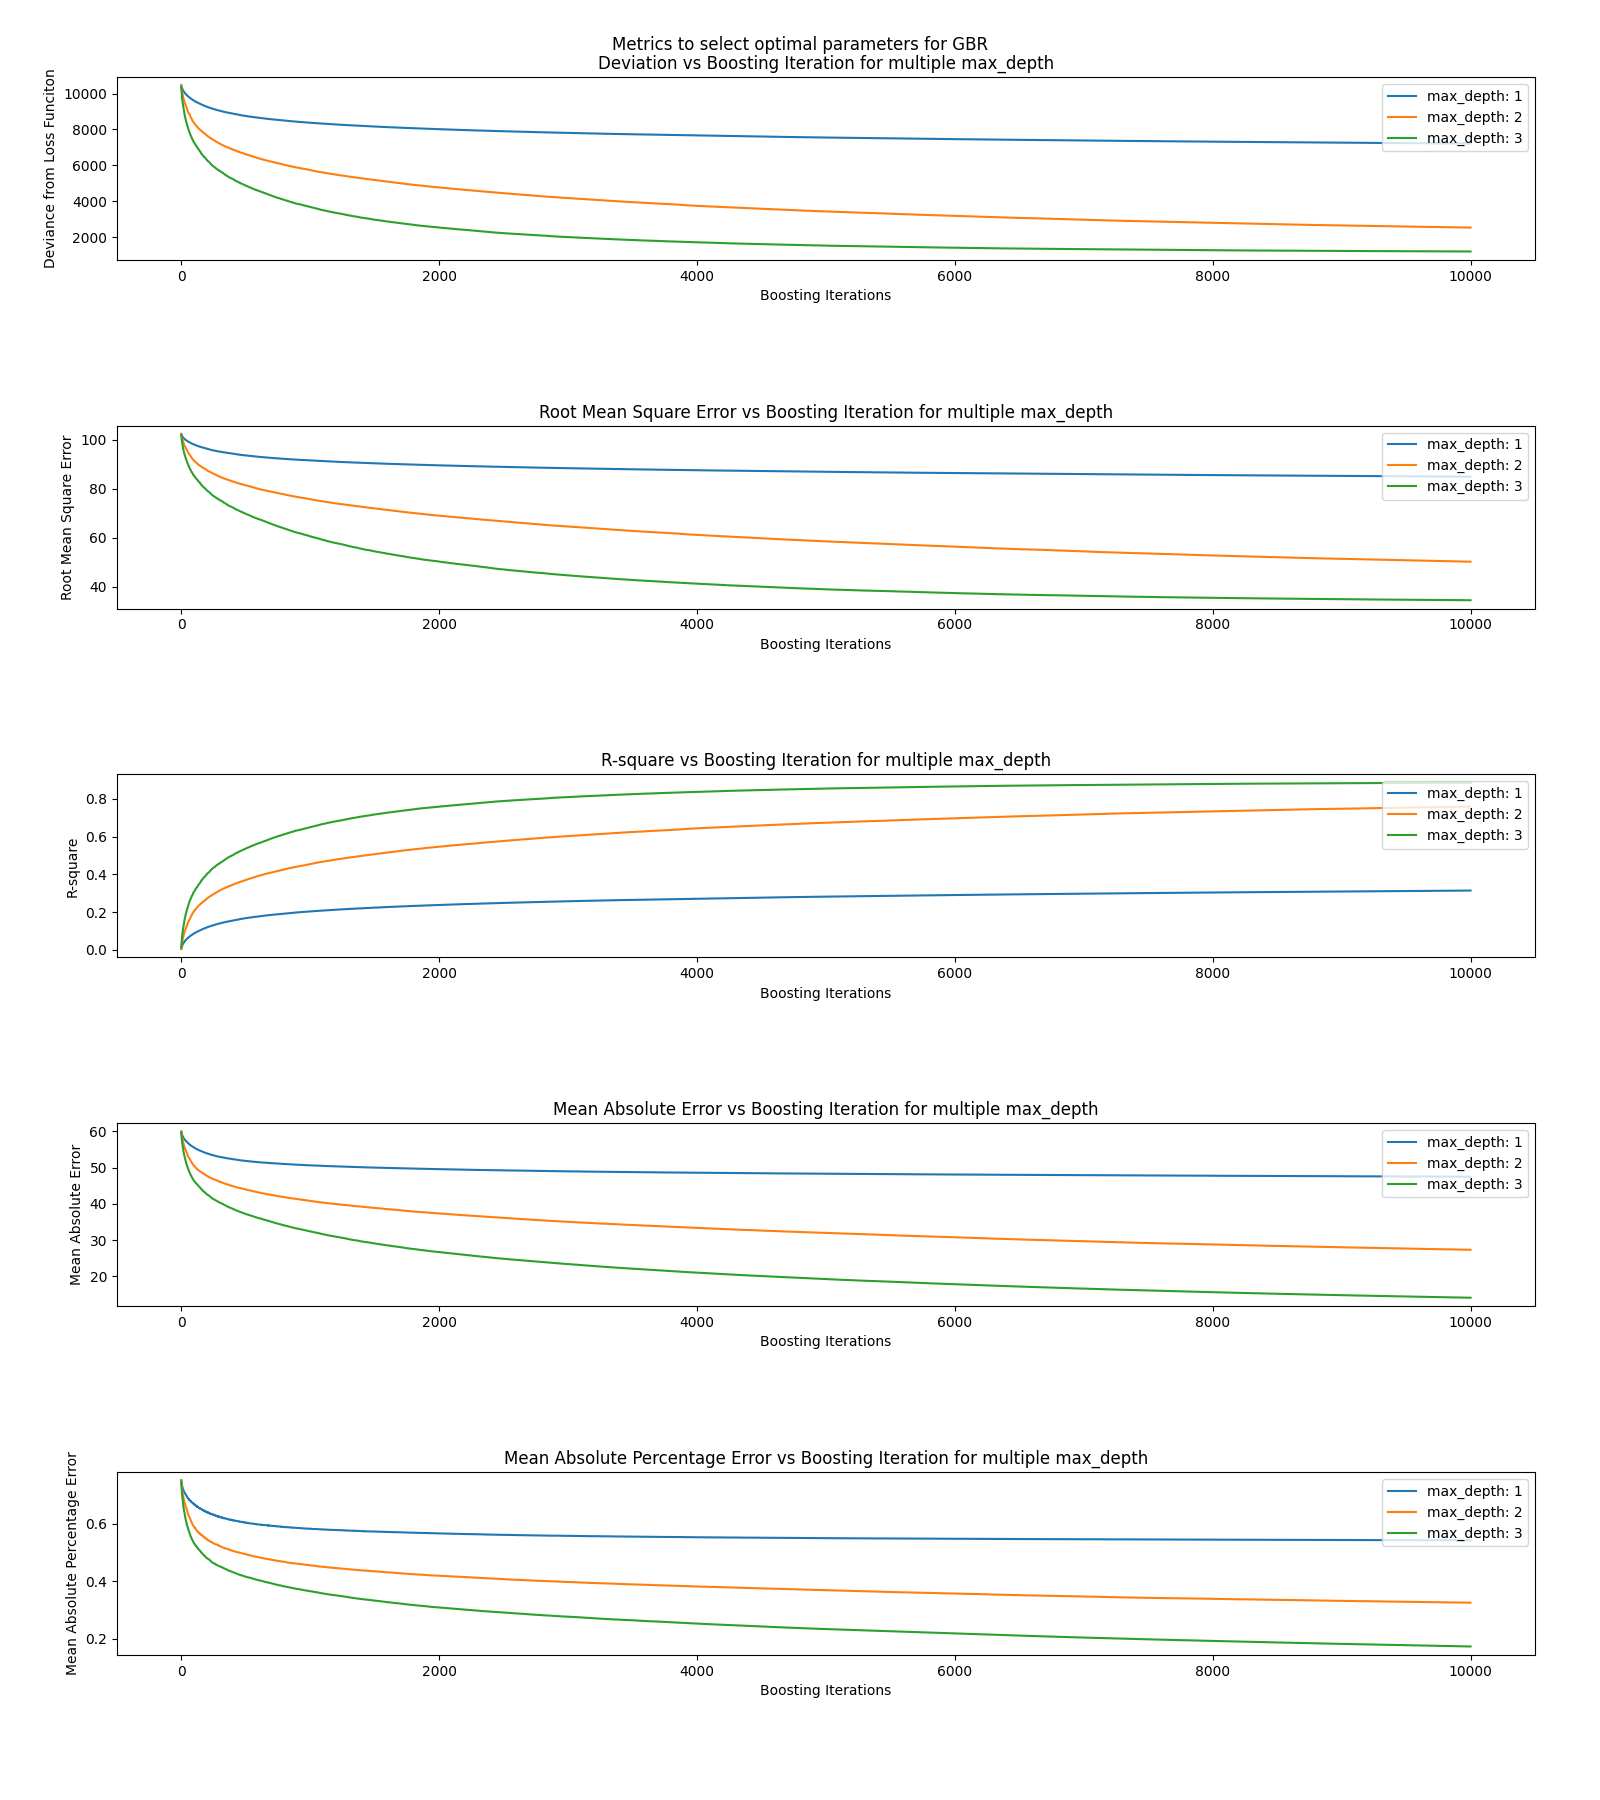 Metrics to select optimal parameters for GBR
Deviation vs Boosting Iteration for multiple max_depth
Deviance from Loss Funciton
10000
8000
6000
4000
2000
max_depth: 1
max_depth: 2
max_depth: 3
0 2000 4000 6000 8000 10000
Boosting Iterations
Root Mean Square Error vs Boosting Iteration for multiple max_depth
Root Mean Square Error
100
80
60
40
max_depth: 1
max_depth: 2
max_depth: 3
0 2000 4000 6000 8000 10000
Boosting Iterations
R-square vs Boosting Iteration for multiple max_depth
R-square
0.8
0.6
0.4
0.2
0.0
max_depth: 1
max_depth: 2
max_depth: 3
0 2000 4000 6000 8000 10000
Boosting Iterations
Mean Absolute Error vs Boosting Iteration for multiple max_depth
Mean Absolute Error
60
50
40
30
20
max_depth: 1
max_depth: 2
max_depth: 3
0 2000 4000 6000 8000 10000
Boosting Iterations
Mean Absolute Percentage Error vs Boosting Iteration for multiple max_depth
Mean Absolute Percentage Error
0.6
0.4
0.2
max_depth: 1
max_depth: 2
max_depth: 3
0 2000 4000 6000 8000 10000
Boosting Iterations